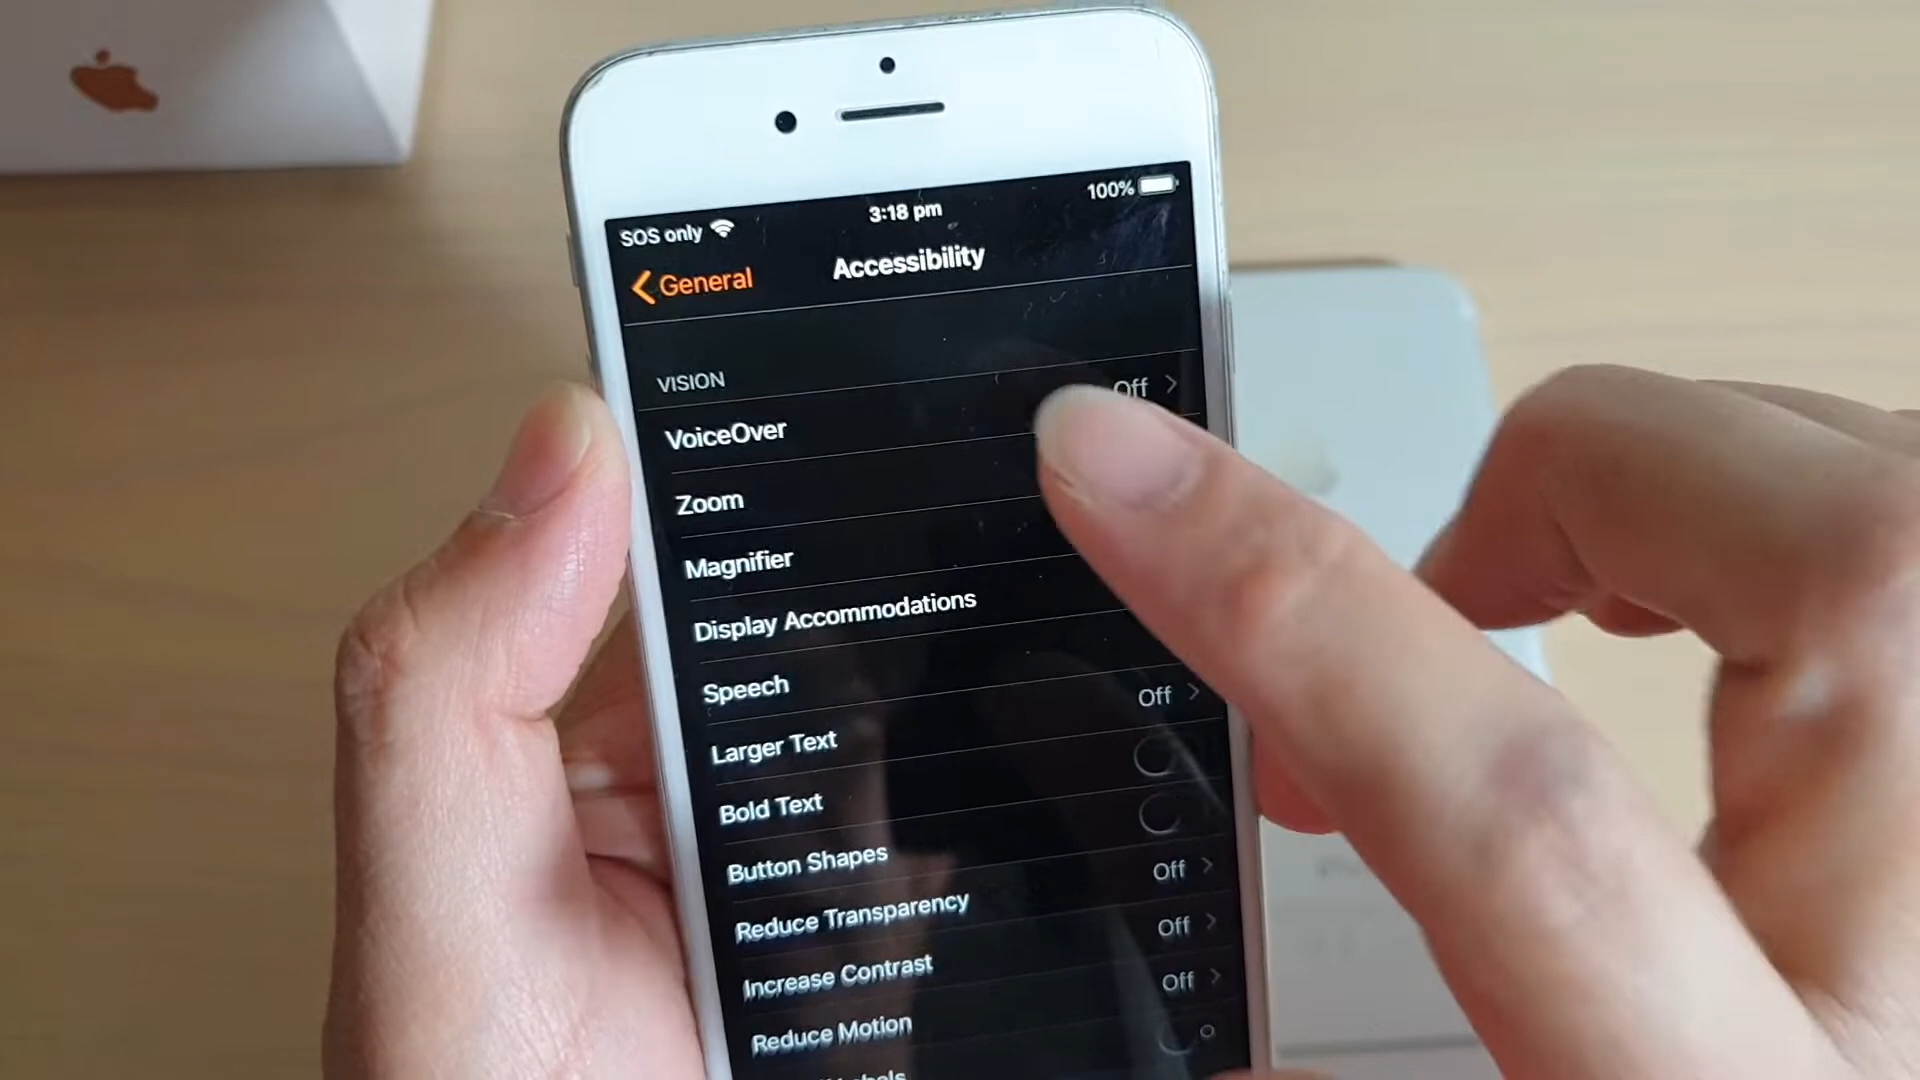 SOS only
3:18 pm
100%
General
Accessibility
VISION
VoiceOver Off
Zoom
Magnifier
Display Accommodations
Speech
Larger Text Off
Bold Text
Button Shapes
Reduce Transparency Off
Increase Contrast Off
Reduce Motion Off